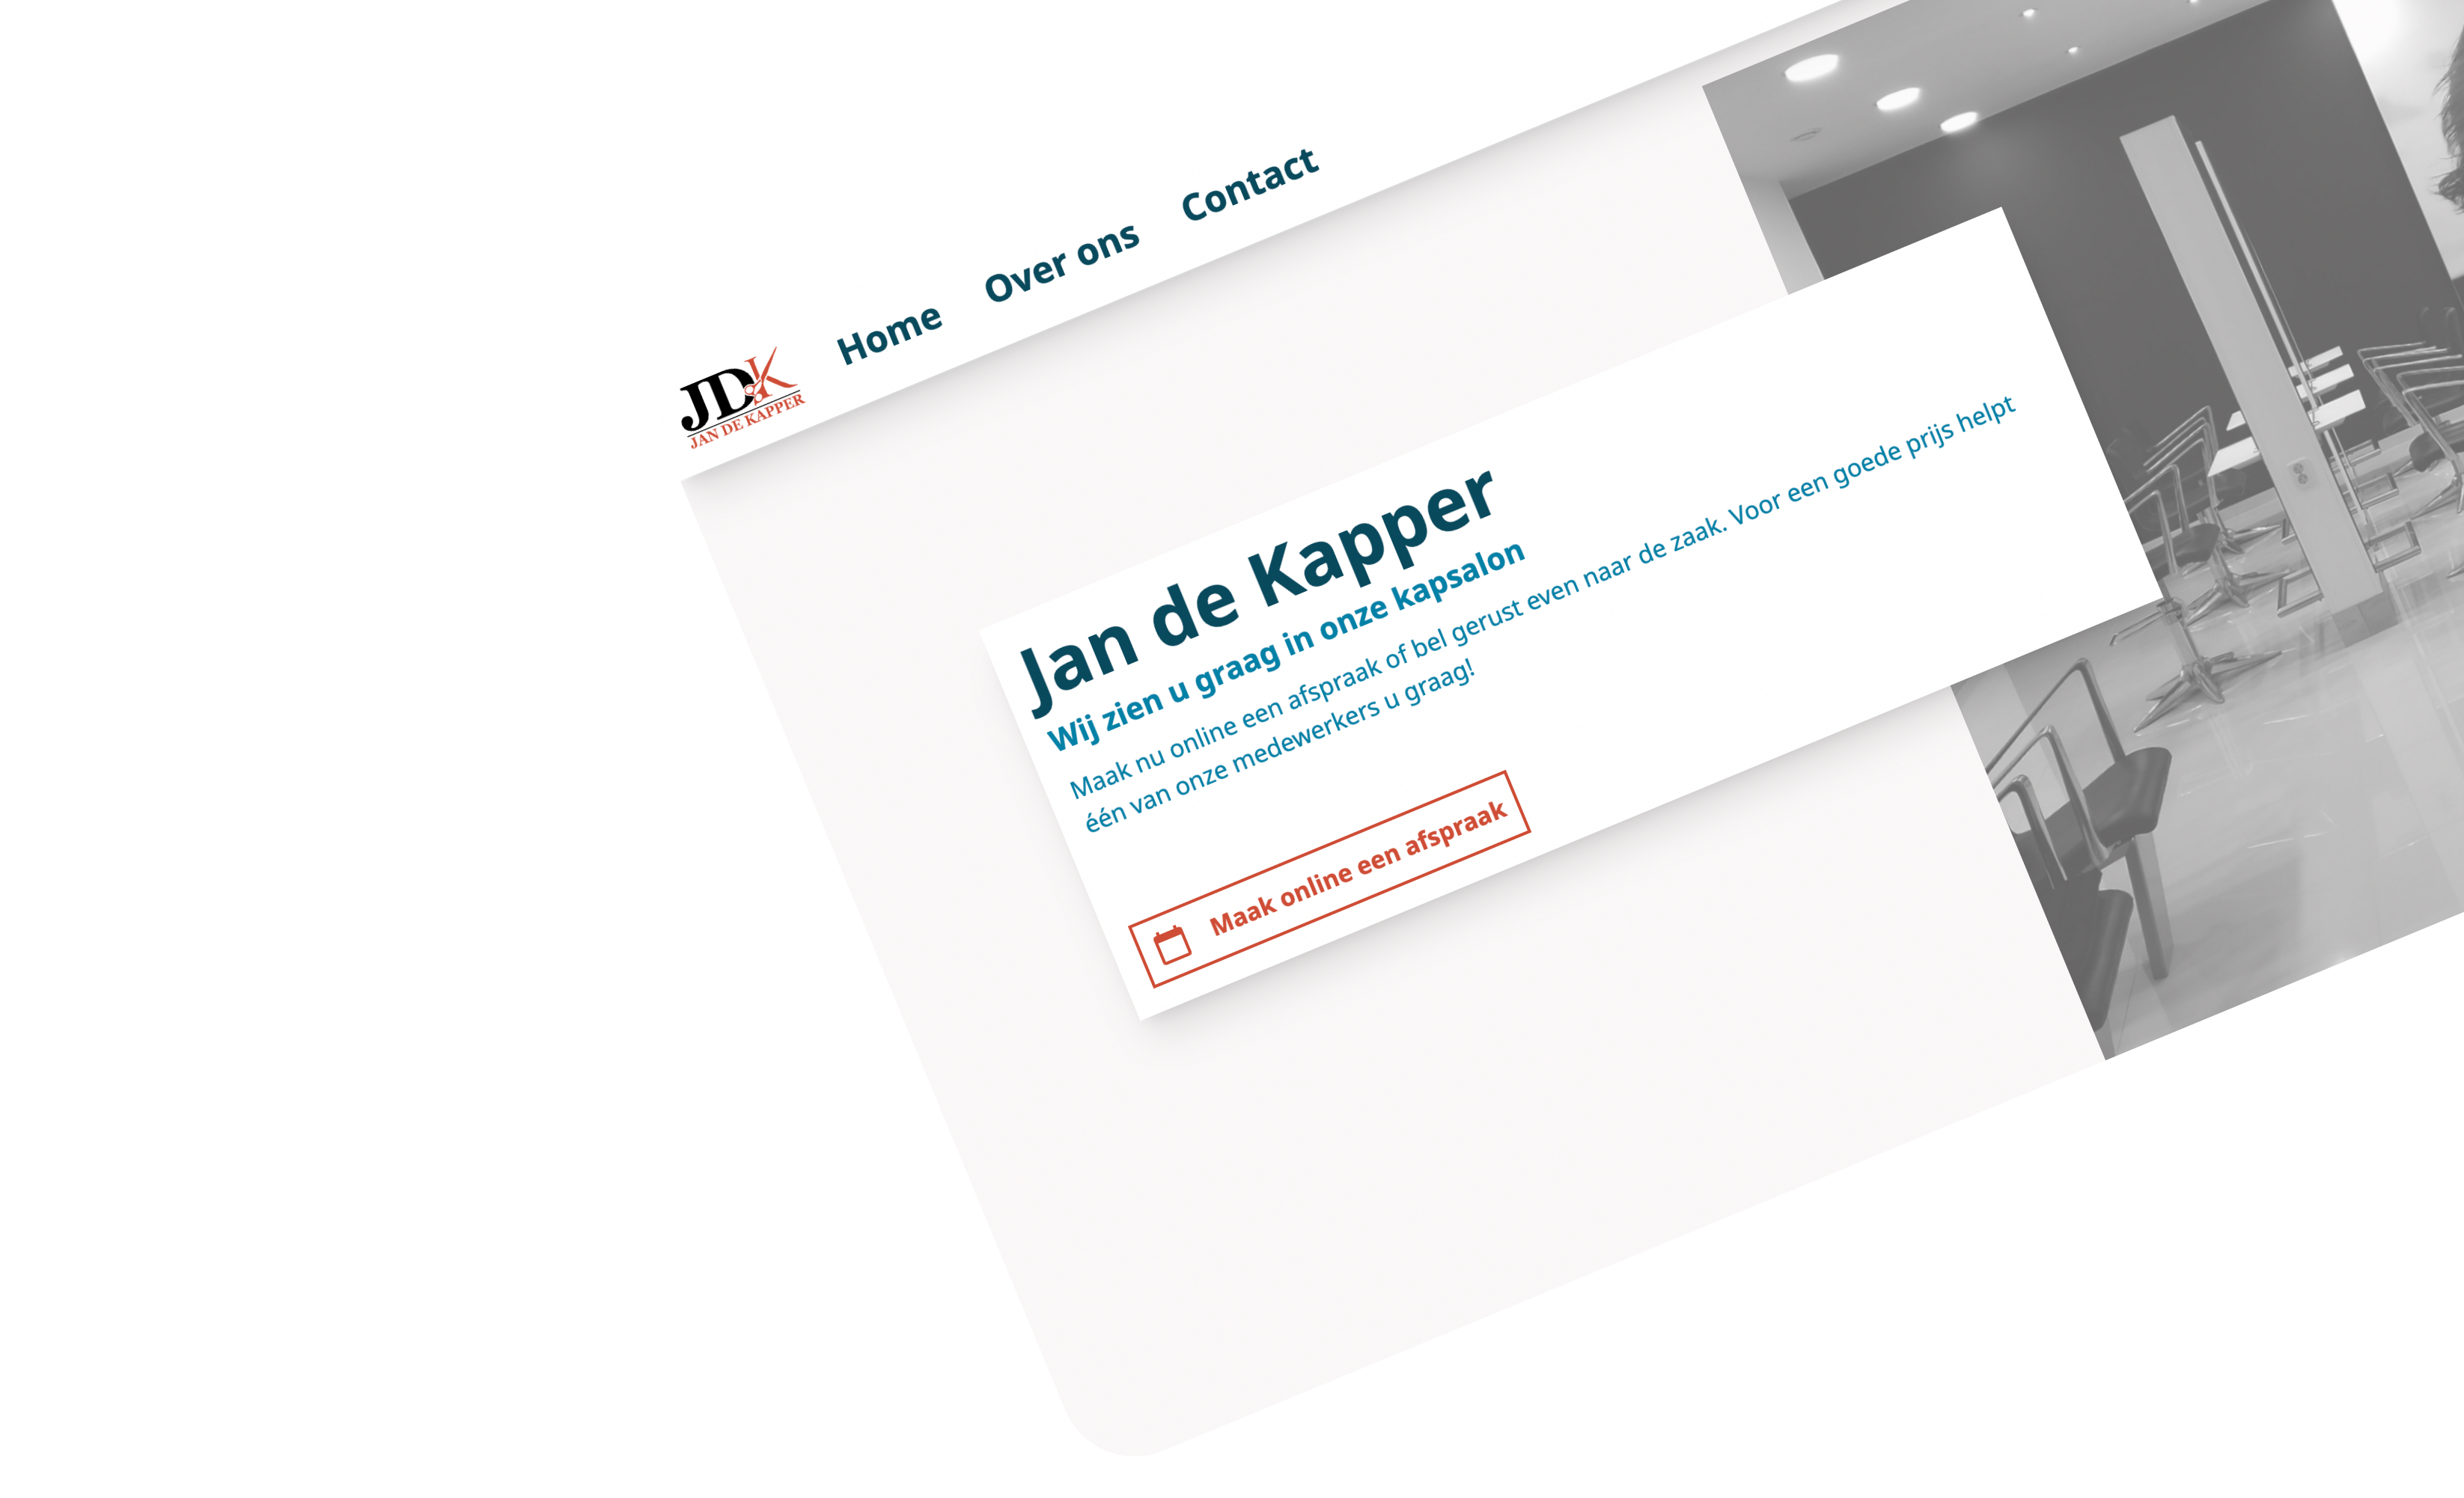 JDK
JAN DE KAPPER
Home
Over ons
Contact
Jan de Kapper
Wij zien u graag in onze kapsalon
Maak nu online een afspraak of bel gerust even naar de zaak. Voor een goede prijs helpt
één van onze medewerkers u graag!
Maak online een afspraak